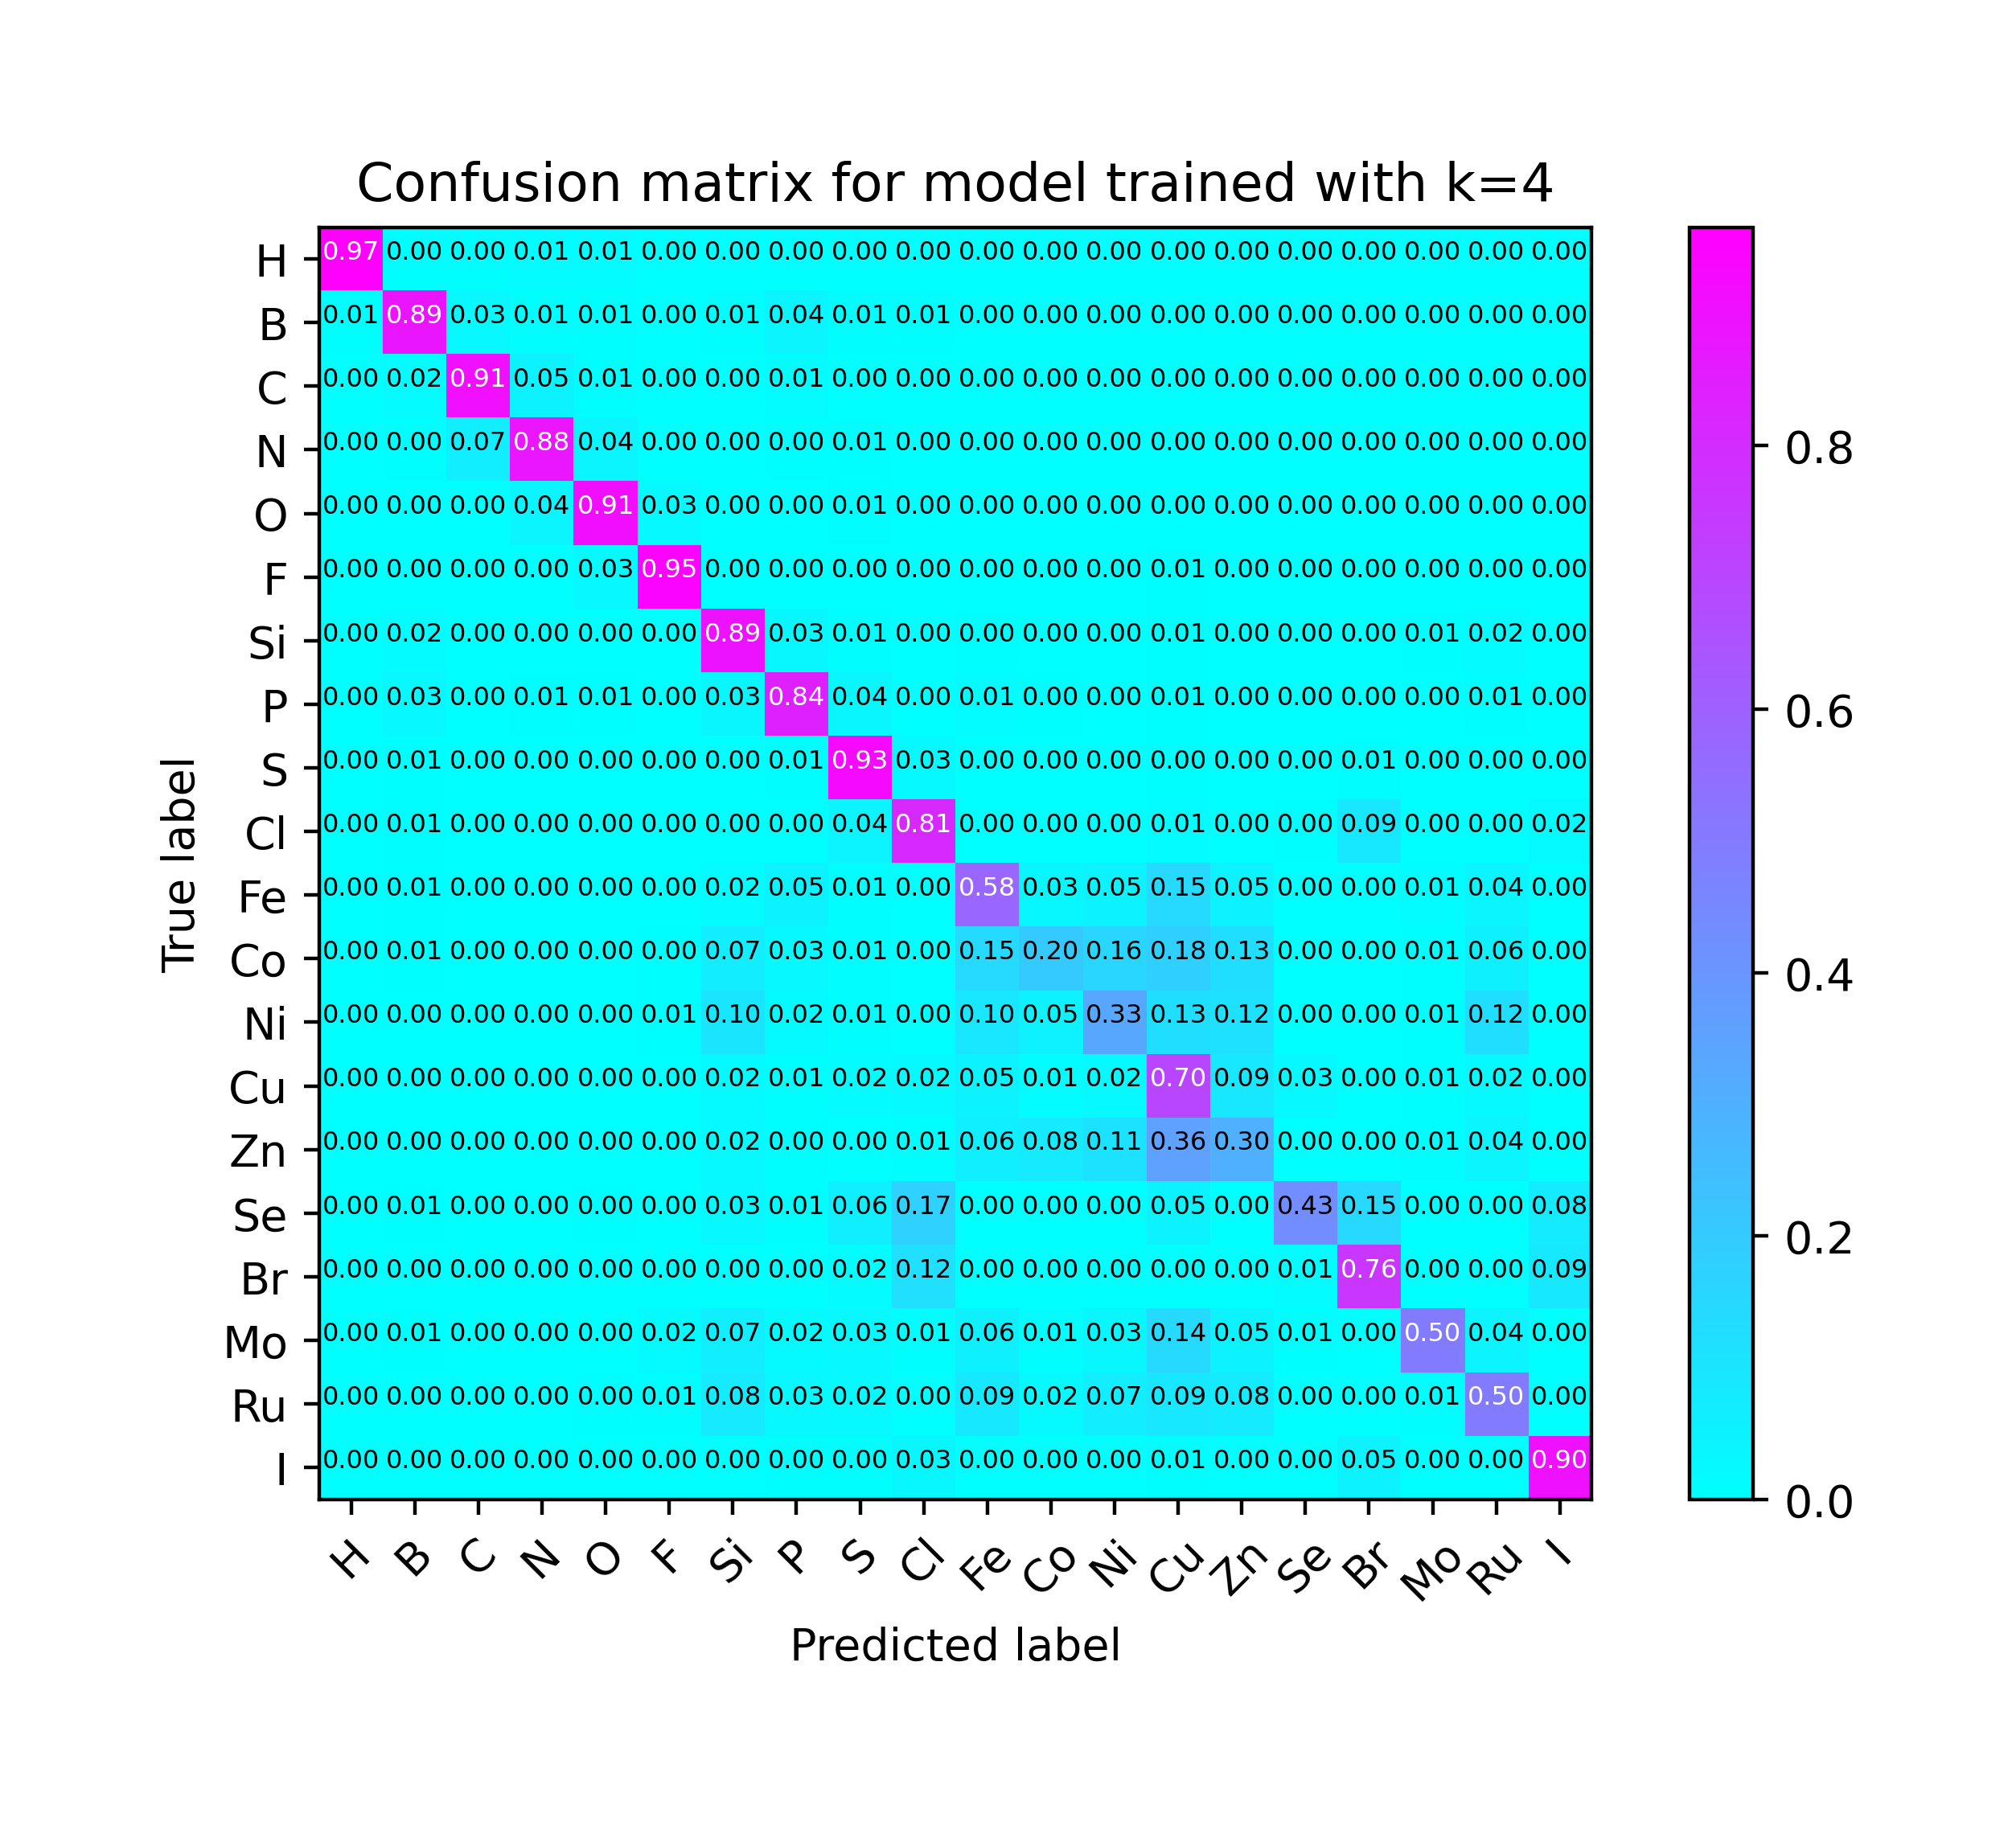 Confusion matrix for model trained with k=4
H 0.97 0.00 0.00 0.01 0.01 0.00 0.00 0.00 0.00 0.00 0.00 0.00 0.00 0.00 0.00 0.00 0.00 0.00 0.00 0.00
B 0.01 0.89 0.03 0.01 0.01 0.00 0.01 0.04 0.01 0.01 0.00 0.00 0.00 0.00 0.00 0.00 0.00 0.00 0.00 0.00
C 0.00 0.02 0.91 0.05 0.01 0.00 0.00 0.01 0.00 0.00 0.00 0.00 0.00 0.00 0.00 0.00 0.00 0.00 0.00 0.00
N 0.00 0.00 0.07 0.88 0.04 0.00 0.00 0.00 0.01 0.00 0.00 0.00 0.00 0.00 0.00 0.00 0.00 0.00 0.00 0.00
O 0.00 0.00 0.00 0.04 0.91 0.03 0.00 0.00 0.01 0.00 0.00 0.00 0.00 0.00 0.00 0.00 0.00 0.00 0.00 0.00
F 0.00 0.00 0.00 0.00 0.03 0.95 0.00 0.00 0.00 0.00 0.00 0.00 0.00 0.01 0.00 0.00 0.00 0.00 0.00 0.00
Si 0.00 0.02 0.00 0.00 0.00 0.00 0.89 0.03 0.01 0.00 0.00 0.00 0.00 0.01 0.00 0.00 0.00 0.01 0.02 0.00
P 0.00 0.03 0.00 0.01 0.01 0.00 0.03 0.84 0.04 0.00 0.01 0.00 0.00 0.01 0.00 0.00 0.00 0.00 0.01 0.00
S 0.00 0.01 0.00 0.00 0.00 0.00 0.00 0.01 0.93 0.03 0.00 0.00 0.00 0.00 0.00 0.00 0.01 0.00 0.00 0.00
Cl 0.00 0.01 0.00 0.00 0.00 0.00 0.00 0.00 0.04 0.81 0.00 0.00 0.00 0.01 0.00 0.00 0.09 0.00 0.00 0.02
Fe 0.00 0.01 0.00 0.00 0.00 0.00 0.02 0.05 0.01 0.00 0.58 0.03 0.05 0.15 0.05 0.00 0.00 0.01 0.04 0.00
Co 0.00 0.01 0.00 0.00 0.00 0.00 0.07 0.03 0.01 0.00 0.15 0.20 0.16 0.18 0.13 0.00 0.00 0.01 0.06 0.00
Ni 0.00 0.00 0.00 0.00 0.00 0.01 0.10 0.02 0.01 0.00 0.10 0.05 0.33 0.13 0.12 0.00 0.00 0.01 0.12 0.00
Cu 0.00 0.00 0.00 0.00 0.00 0.00 0.02 0.01 0.02 0.02 0.05 0.01 0.02 0.70 0.09 0.03 0.00 0.01 0.02 0.00
Zn 0.00 0.00 0.00 0.00 0.00 0.00 0.02 0.00 0.00 0.01 0.06 0.08 0.11 0.36 0.30 0.00 0.00 0.01 0.04 0.00
Se 0.00 0.01 0.00 0.00 0.00 0.00 0.03 0.01 0.06 0.17 0.00 0.00 0.00 0.05 0.00 0.43 0.15 0.00 0.00 0.08
Br 0.00 0.00 0.00 0.00 0.00 0.00 0.00 0.00 0.02 0.12 0.00 0.00 0.00 0.00 0.00 0.01 0.76 0.00 0.00 0.09
Mo 0.00 0.01 0.00 0.00 0.00 0.02 0.07 0.02 0.03 0.01 0.06 0.01 0.03 0.14 0.05 0.01 0.00 0.50 0.04 0.00
Ru 0.00 0.00 0.00 0.00 0.00 0.01 0.08 0.03 0.02 0.00 0.09 0.02 0.07 0.09 0.08 0.00 0.00 0.01 0.50 0.00
I 0.00 0.00 0.00 0.00 0.00 0.00 0.00 0.00 0.00 0.03 0.00 0.00 0.00 0.01 0.00 0.00 0.05 0.00 0.00 0.90
H B C N O F Si P S Cl Fe Co Ni Cu Zn Se Br Mo Ru I
Predicted label
True label
0.8
0.6
0.4
0.2
0.0